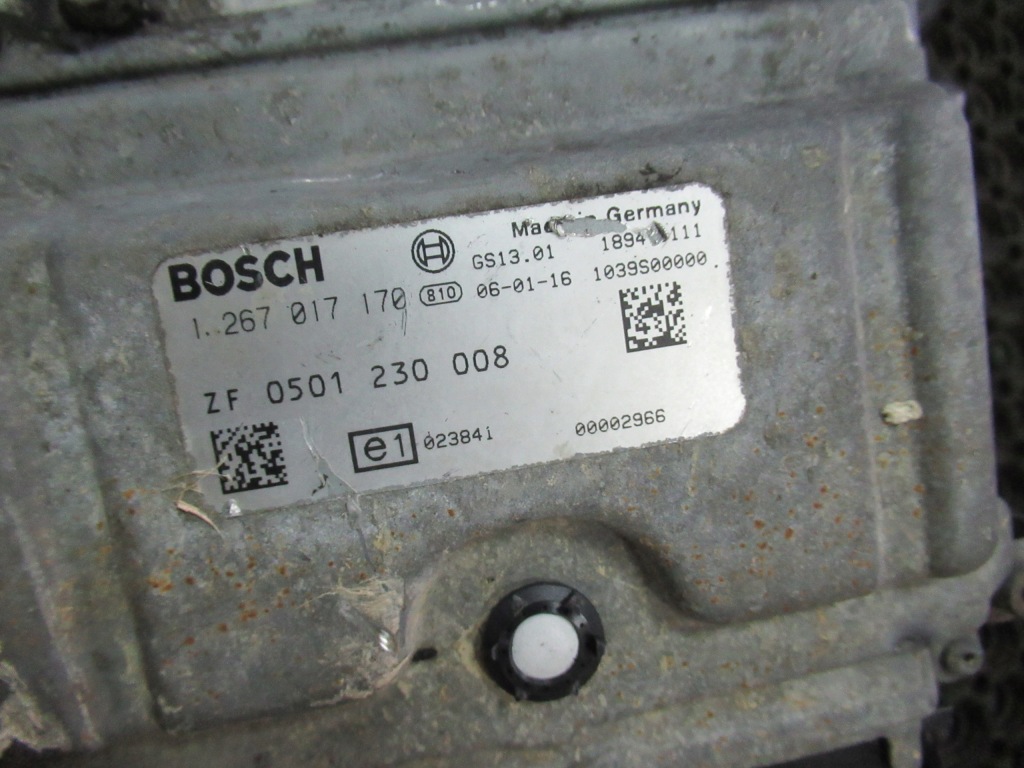 BOSCH
Germany
GS13.01
1 267 017 170 810 06-01-16 1039S00000
ZF 0501 230 008
e1 023841
00002966